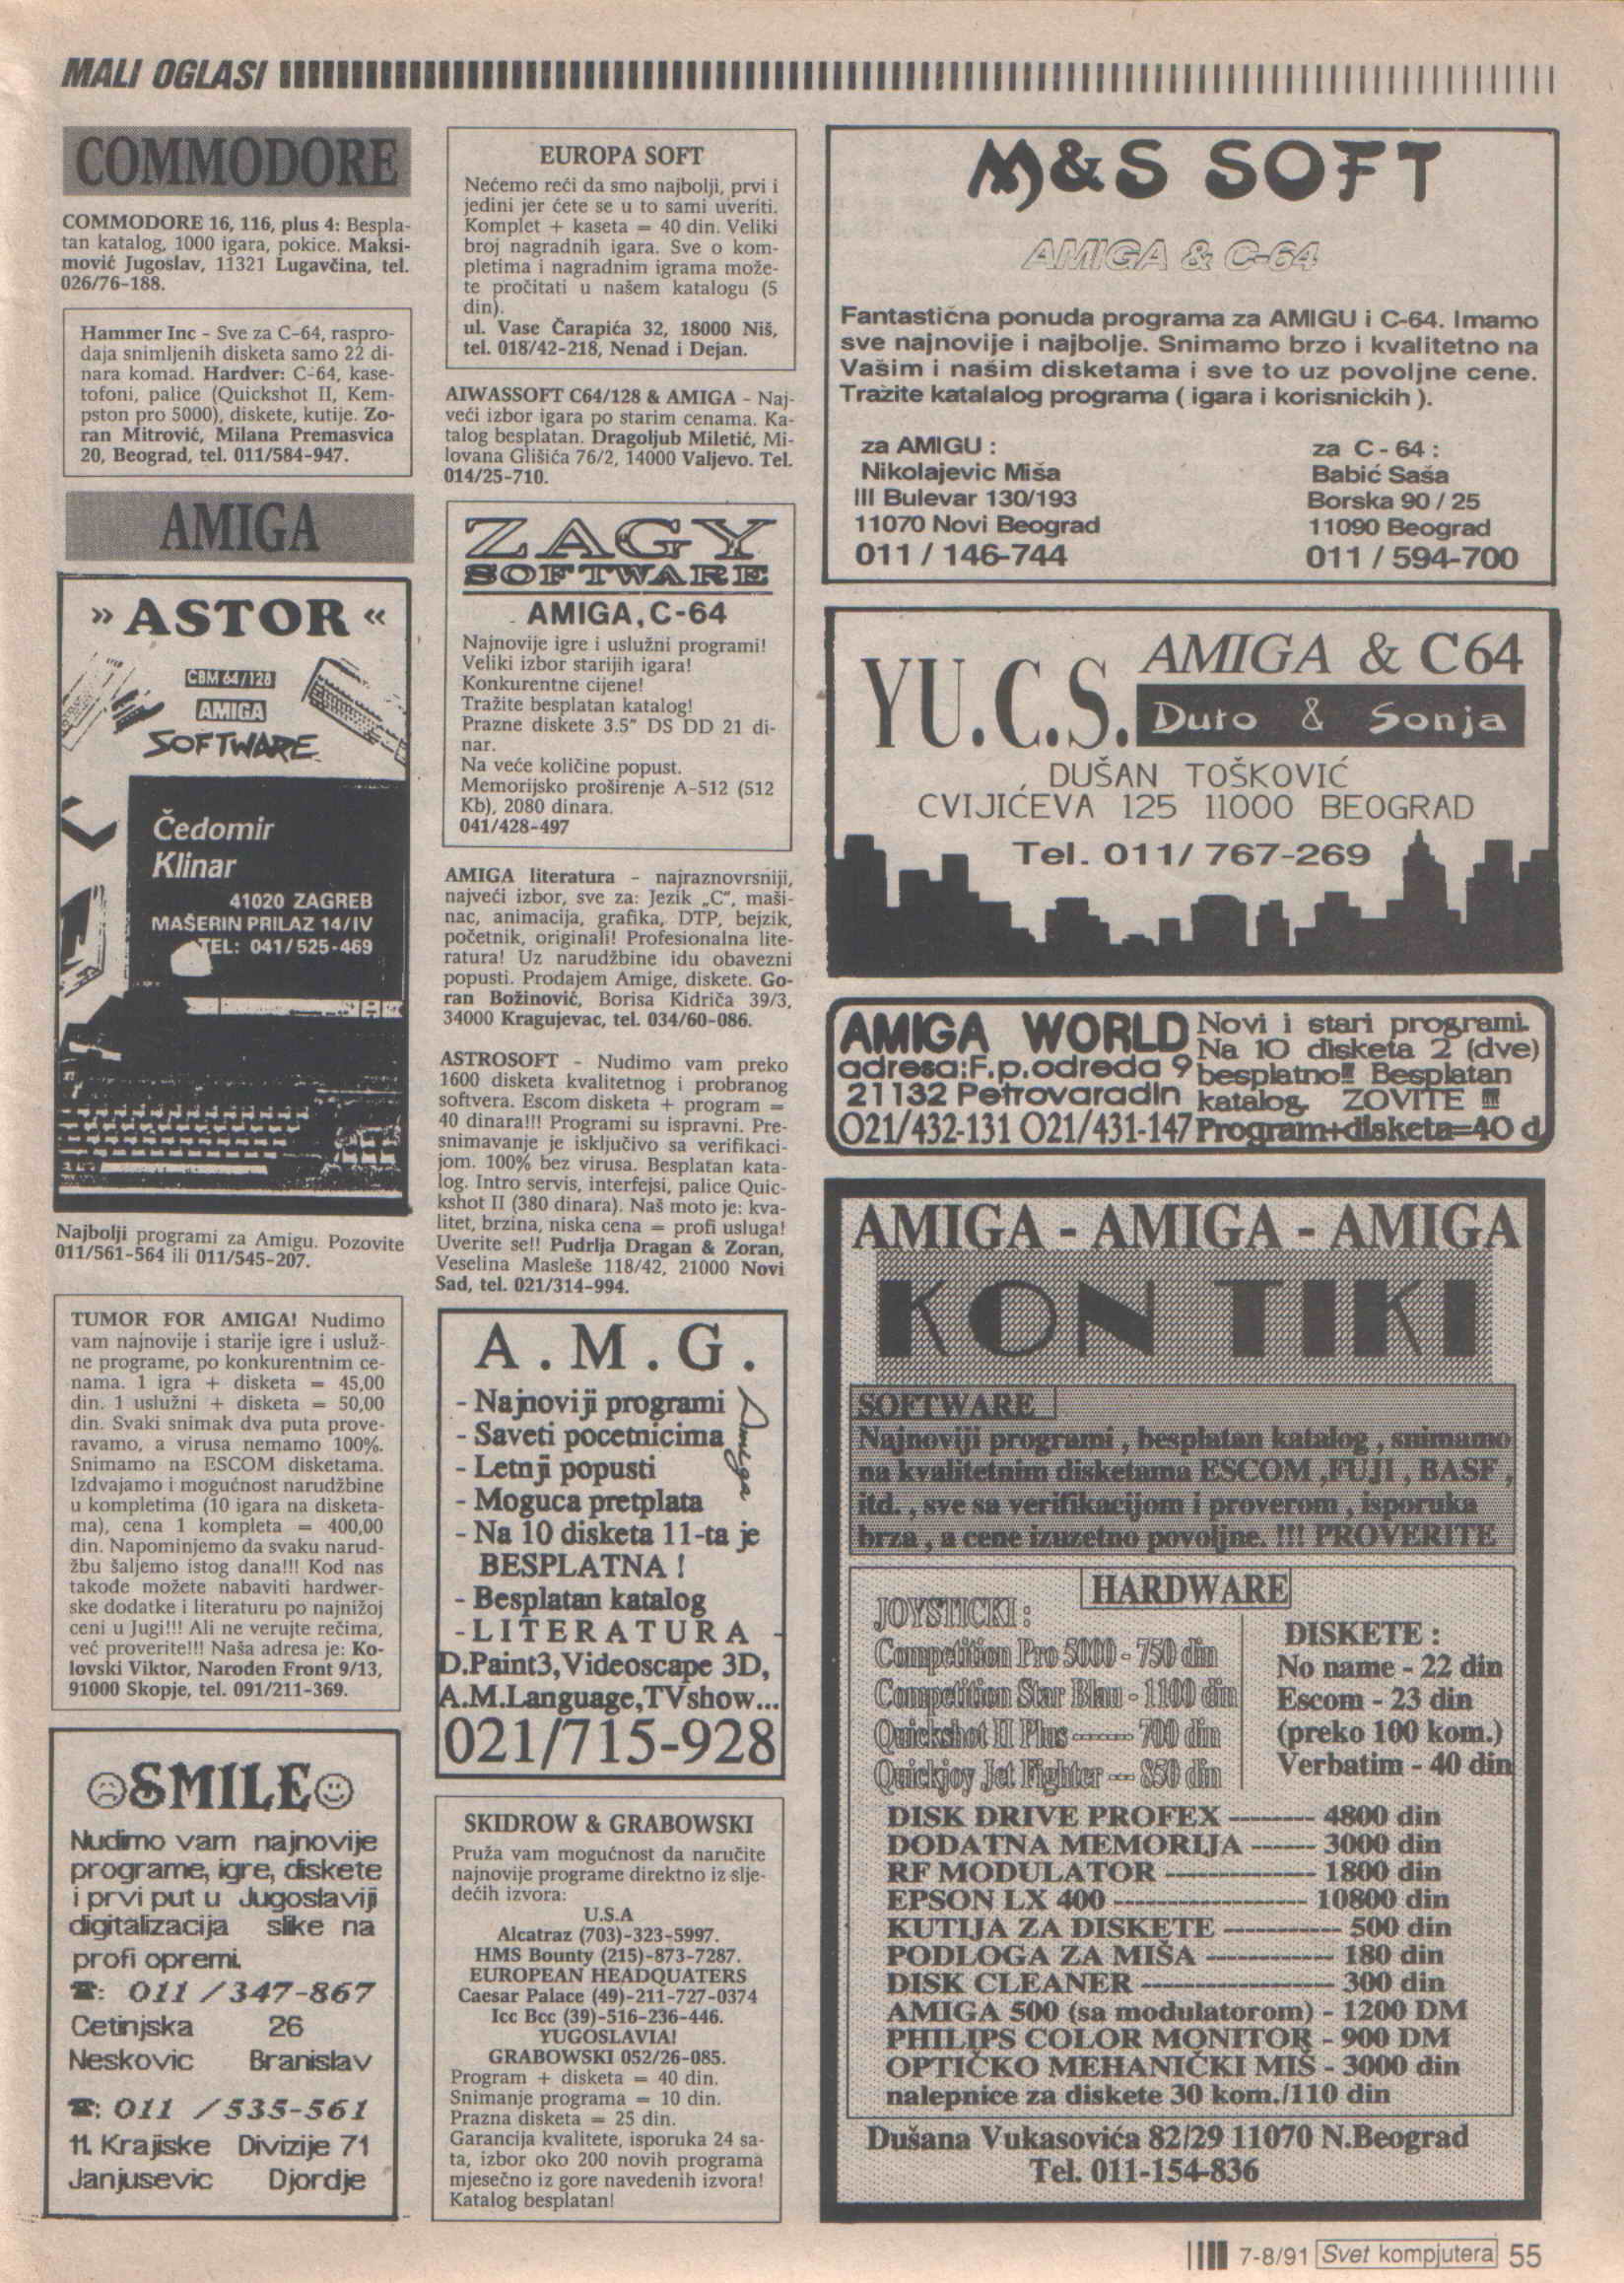 MALI OGLASI
COMMODORE
COMMODORE 16, 116, plus 4: Bespla-
tan katalog, 1000 igara, pokice. Maksi-
mović Jugoslav, 11321 Lugavčina, tel.
026/76-188.
Hammer Inc - Sve za C-64, raspro-
daja snimljenih disketa samo 22 di-
nara komad. Hardver: C-64, kase-
tofoni, palice (Quickshot II, Kem-
pston pro 5000), diskete, kutije. Zo-
ran Mitrović, Milana Premasvica
20, Beograd, tel. 011/584-947.
AMIGA
» ASTOR «
CBM 64/128
AMIGA
SOFTWARE
Čedomir
Klinar
41020 ZAGREB
MAŠERIN PRILAZ 14/IV
TEL: 041/525-469
Najbolji programi za Amigu. Pozovite
011/561-564 ili 011/545-207.
TUMOR FOR AMIGA! Nudimo
vam najnovije i starije igre i usluž-
ne programe, po konkurentnim ce-
nama. 1 igra + disketa = 45,00
din. 1 uslužni + disketa = 50,00
din. Svaki snimak dva puta prove-
ravamo, a virusa nemamo 100%.
Snimamo na ESCOM disketama.
Izdvajamo i mogućnost narudžbine
u kompletima (10 igara na disketa-
ma), cena 1 kompleta = 400,00
din. Napominjemo da svaku narud-
žbu šaljemo istog dana!!! Kod nas
takođe možete nabaviti hardwer-
ske dodatke i literaturu po najnižoj
ceni u Jugi!!! Ali ne verujte rečima,
već proverite!!! Naša adresa je: Ko-
lovski Viktor, Naroden Front 9/13,
91000 Skopje, tel. 091/211-369.
☹SMILE☺
Nudimo vam najnovije
programe, igre, diskete
i prvi put u Jugoslaviji
digitalizacija slike na
profi opremi.
☎: 011 /347-867
Cetinjska 26
Neskovic Branislav
☎: 011 /535-561
11. Krajiske Divizije 71
Janjusevic Djordje
EUROPA SOFT
Nećemo reći da smo najbolji, prvi i
jedini jer ćete se u to sami uveriti.
Komplet + kaseta = 40 din. Veliki
broj nagradnih igara. Sve o kom-
pletima i nagradnim igrama može-
te pročitati u našem katalogu (5
din).
ul. Vase Čarapića 32, 18000 Niš,
tel. 018/42-218, Nenad i Dejan.
AIWASSOFT C64/128 & AMIGA - Naj-
veći izbor igara po starim cenama. Ka-
talog besplatan. Dragoljub Miletić, Mi-
lovana Glišića 76/2, 14000 Valjevo. Tel.
014/25-710.
ZAGY
SOFTWARE
AMIGA, C-64
Najnovije igre i uslužni programi!
Veliki izbor starijih igara!
Konkurentne cijene!
Tražite besplatan katalog!
Prazne diskete 3.5" DS DD 21 di-
nar.
Na veće količine popust.
Memorijsko proširenje A-512 (512
Kb), 2080 dinara.
041/428-497
AMIGA literatura - najraznovrsniji,
najveći izbor, sve za: Jezik „C", maši-
nac, animacija, grafika, DTP, bejzik,
početnik, originali! Profesionalna lite-
ratura! Uz narudžbine idu obavezni
popusti. Prodajem Amige, diskete. Go-
ran Božinović, Borisa Kidriča 39/3,
34000 Kragujevac, tel. 034/60-086.
ASTROSOFT - Nudimo vam preko
1600 disketa kvalitetnog i probranog
softvera. Escom disketa + program =
40 dinara!!! Programi su ispravni. Pre-
snimavanje je isključivo sa verifikaci-
jom. 100% bez virusa. Besplatan kata-
log. Intro servis, interfejsi, palice Quic-
kshot II (380 dinara). Naš moto je: kva-
litet, brzina, niska cena = profi usluga!
Uverite se!! Pudrlja Dragan & Zoran,
Veselina Masleše 118/42, 21000 Novi
Sad, tel. 021/314-994.
A.M.G.
- Najnoviji programi
- Saveti pocetnicima
- Letnji popusti
- Moguca pretplata
- Na 10 disketa 11-ta je
BESPLATNA !
- Besplatan katalog
Amiga
-LITERATURA-
D.Paint3,Videoscape 3D,
A.M.Language,TVshow...
021/715-928
SKIDROW & GRABOWSKI
Pruža vam mogućnost da naručite
najnovije programe direktno iz slje-
dećih izvora:
U.S.A
Alcatraz (703)-323-5997.
HMS Bounty (215)-873-7287.
EUROPEAN HEADQUATERS
Caesar Palace (49)-211-727-0374
Icc Bcc (39)-516-236-446.
YUGOSLAVIA!
GRABOWSKI 052/26-085.
Program + disketa = 40 din.
Snimanje programa = 10 din.
Prazna disketa = 25 din.
Garancija kvalitete, isporuka 24 sa-
ta, izbor oko 200 novih programa
mjesečno iz gore navedenih izvora!
Katalog besplatan!
M&S SOFT
AMIGA & C-64
Fantastična ponuda programa za AMIGU i C-64. Imamo
sve najnovije i najbolje. Snimamo brzo i kvalitetno na
Vašim i našim disketama i sve to uz povoljne cene.
Tražite katalalog programa ( igara i korisnickih ).
za AMIGU :
Nikolajevic Miša
III Bulevar 130/193
11070 Novi Beograd
011 / 146-744
za C - 64 :
Babić Saša
Borska 90 / 25
11090 Beograd
011 / 594-700
YU.C.S.
AMIGA & C64
Duro & Sonja
DUŠAN TOŠKOVIĆ
CVIJIĆEVA 125 11000 BEOGRAD
Tel. 011/ 767-269
AMIGA WORLD
adresa:F.p.odreda 9
21132 Petrovaradin
021/432-131 021/431-147
Novi i stari programi.
Na 10 disketa 2 (dve)
besplatno!!! Besplatan
katalog. ZOVITE !!!
Program+disketa=40 d
AMIGA - AMIGA - AMIGA
KON TIKI
SOFTWARE
Najnoviji programi , besplatan katalog , snimamo
na kvalitetnim disketama ESCOM ,FUJI , BASF ,
itd. , sve sa verifikacijom i proverom , isporuka
brza , a cene izuzetno povoljne. !!! PROVERITE
HARDWARE
JOYSTICKI :
Competition Pro 5000 - 750 din
Competition Star Blau - 1100 din
Quickshot II Plus ------- 700 din
Quickjoy Jet Fighter --- 850 din
DISKETE :
No name - 22 din
Escom - 23 din
(preko 100 kom.)
Verbatim - 40 din
DISK DRIVE PROFEX -------- 4800 din
DODATNA MEMORIJA ------ 3000 din
RF MODULATOR -------------- 1800 din
EPSON LX 400 ------------------ 10800 din
KUTIJA ZA DISKETE ----------- 500 din
PODLOGA ZA MIŠA ------------ 180 din
DISK CLEANER ------------------ 300 din
AMIGA 500 (sa modulatorom) - 1200 DM
PHILIPS COLOR MONITOR - 900 DM
OPTIČKO MEHANIČKI MIŠ - 3000 din
nalepnice za diskete 30 kom./110 din
Dušana Vukasovića 82/29 11070 N.Beograd
Tel. 011-154-836
7-8/91 Svet kompjutera 55